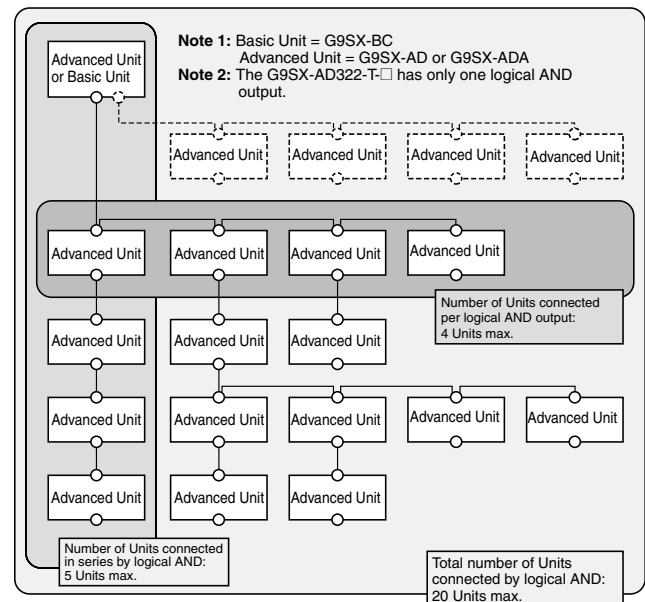 Advanced Unit
or Basic Unit
Note 1: Basic Unit = G9SX-BC
Advanced Unit = G9SX-AD or G9SX-ADA
Note 2: The G9SX-AD322-T-□ has only one logical AND
output.
Advanced Unit
Advanced Unit
Advanced Unit
Advanced Unit
Advanced Unit
Advanced Unit
Advanced Unit
Advanced Unit
Number of Units connected
per logical AND output:
4 Units max.
Advanced Unit
Advanced Unit
Advanced Unit
Advanced Unit
Advanced Unit
Advanced Unit
Advanced Unit
Advanced Unit
Advanced Unit
Advanced Unit
Advanced Unit
Number of Units connected
in series by logical AND:
5 Units max.
Total number of Units
connected by logical AND:
20 Units max.